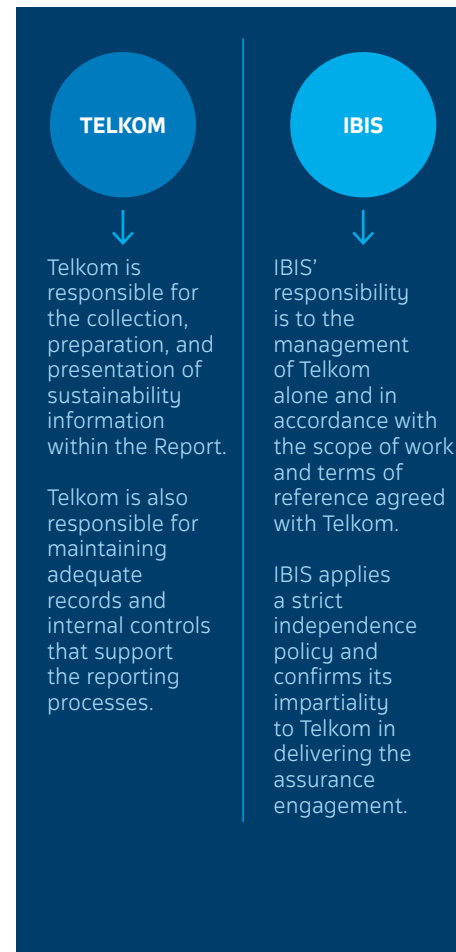 TELKOM
Telkom is
responsible for
the collection,
preparation, and
presentation of
sustainability
information
within the Report.
Telkom is also
responsible for
maintaining
adequate
records and
internal controls
that support
the reporting
processes.
IBIS
IBIS’
responsibility
is to the
management
of Telkom
alone and in
accordance with
the scope of work
and terms of
reference agreed
with Telkom.
IBIS applies
a strict
independence
policy and
confirms its
impartiality
to Telkom in
delivering the
assurance
engagement.